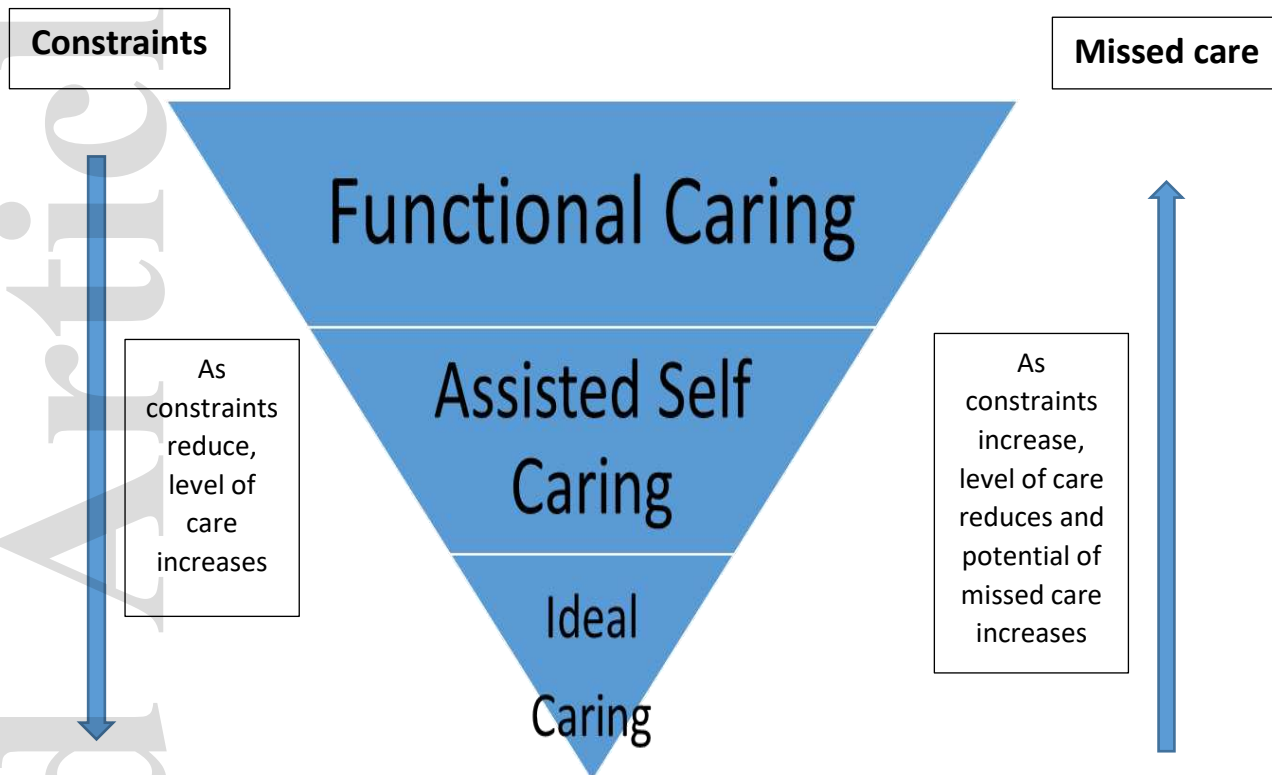 Constraints
Missed care
Functional Caring
Assisted Self
Caring
Ideal
Caring
As
constraints
reduce,
level of
care
increases
As
constraints
increase,
level of care
reduces and
potential of
missed care
increases
d Articl